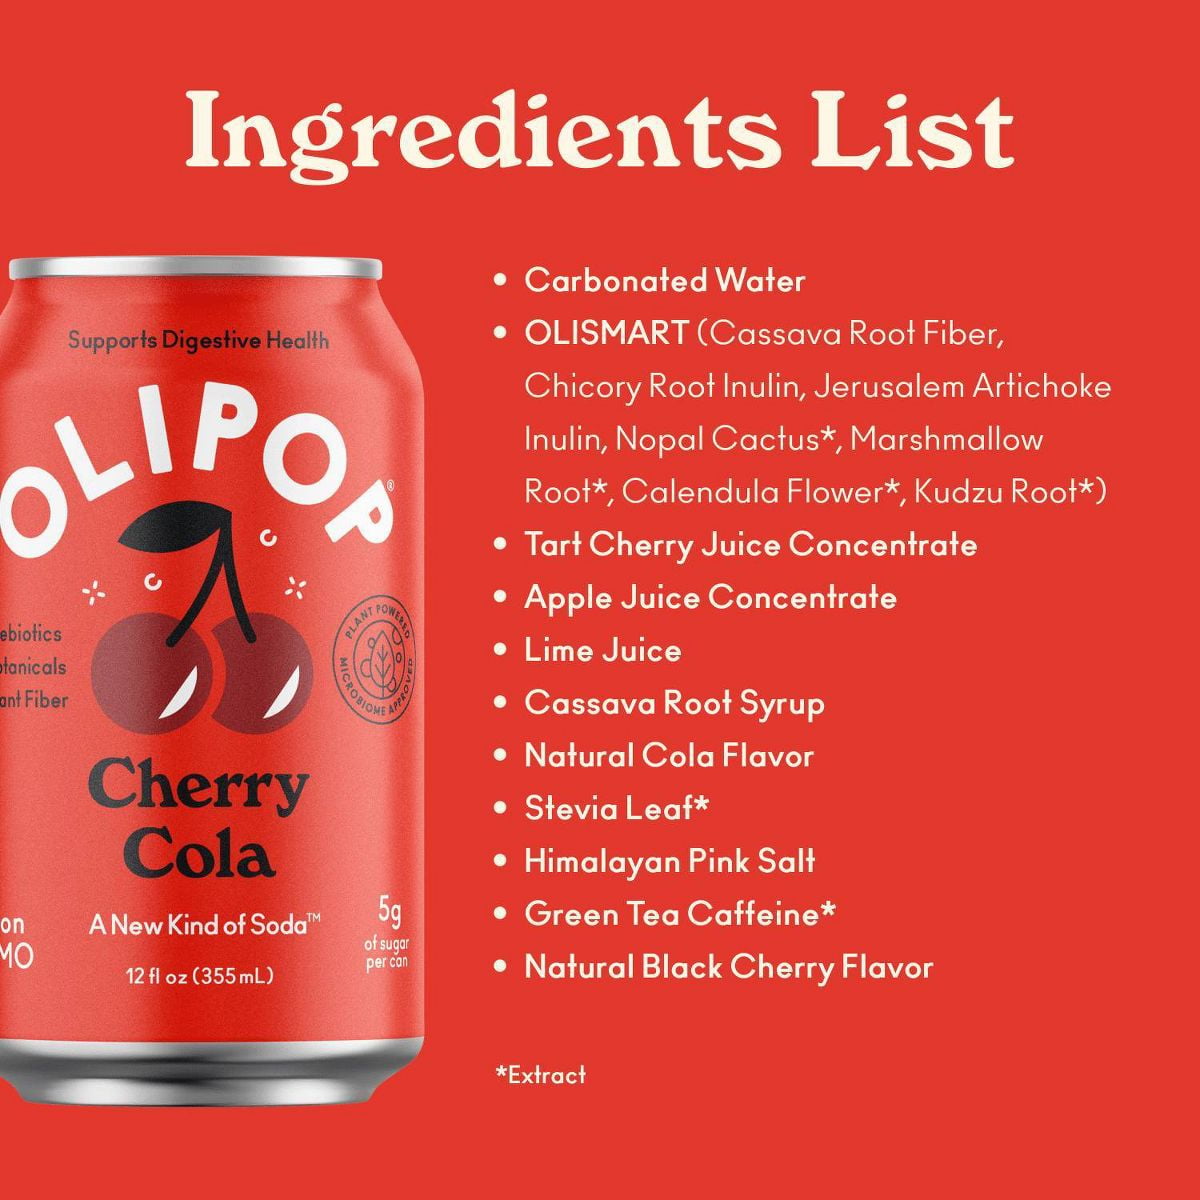 Ingredients List
Supports Digestive Health
OLIPOP®
PLANT POWERED
MICROBIOME APPROVED
Cherry
Cola
A New Kind of Soda™
5g
of sugar
per can
12 fl oz (355 mL)
• Carbonated Water
• OLISMART (Cassava Root Fiber,
Chicory Root Inulin, Jerusalem Artichoke
Inulin, Nopal Cactus*, Marshmallow
Root*, Calendula Flower*, Kudzu Root*)
• Tart Cherry Juice Concentrate
• Apple Juice Concentrate
• Lime Juice
• Cassava Root Syrup
• Natural Cola Flavor
• Stevia Leaf*
• Himalayan Pink Salt
• Green Tea Caffeine*
• Natural Black Cherry Flavor
*Extract
ebiotics
tanicals
ant Fiber
on
MO